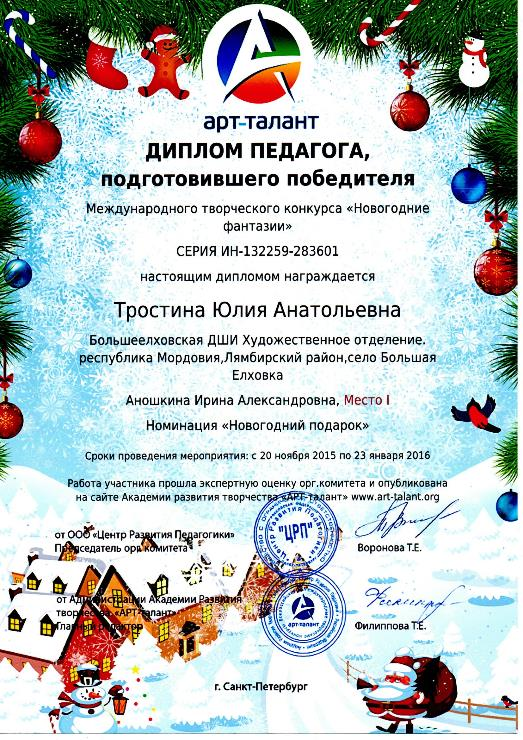 АРТ-ТАЛАНТ
ДИПЛОМ ПЕДАГОГА,
подготовившего победителя
Международного творческого конкурса «Новогодние
фантазии»
СЕРИЯ ИН-132259-283601
настоящим дипломом награждается
Тростина Юлия Анатольевна
Большеелховская ДШИ Художественное отделение.
республика Мордовия,Лямбирский район,село Большая
Елховка
Аношкина Ирина Александровна, Место I
Номинация «Новогодний подарок»
Сроки проведения мероприятия: с 20 ноября 2015 по 23 января 2016
Работа участника прошла экспертную оценку орг.комитета и опубликована
на сайте Академии развития творчества «АРТ-талант» www.art-talant.org
от ООО «Центр Развития Педагогики"
Председатель орг комитета
"ЦРП"
Воронова Т.Е.
от Администрации Академии Развития
творчества «АРТ-талант»
Главный редактор
арт-талант
Филиппова Т.Е.
г. Санкт-Петербург